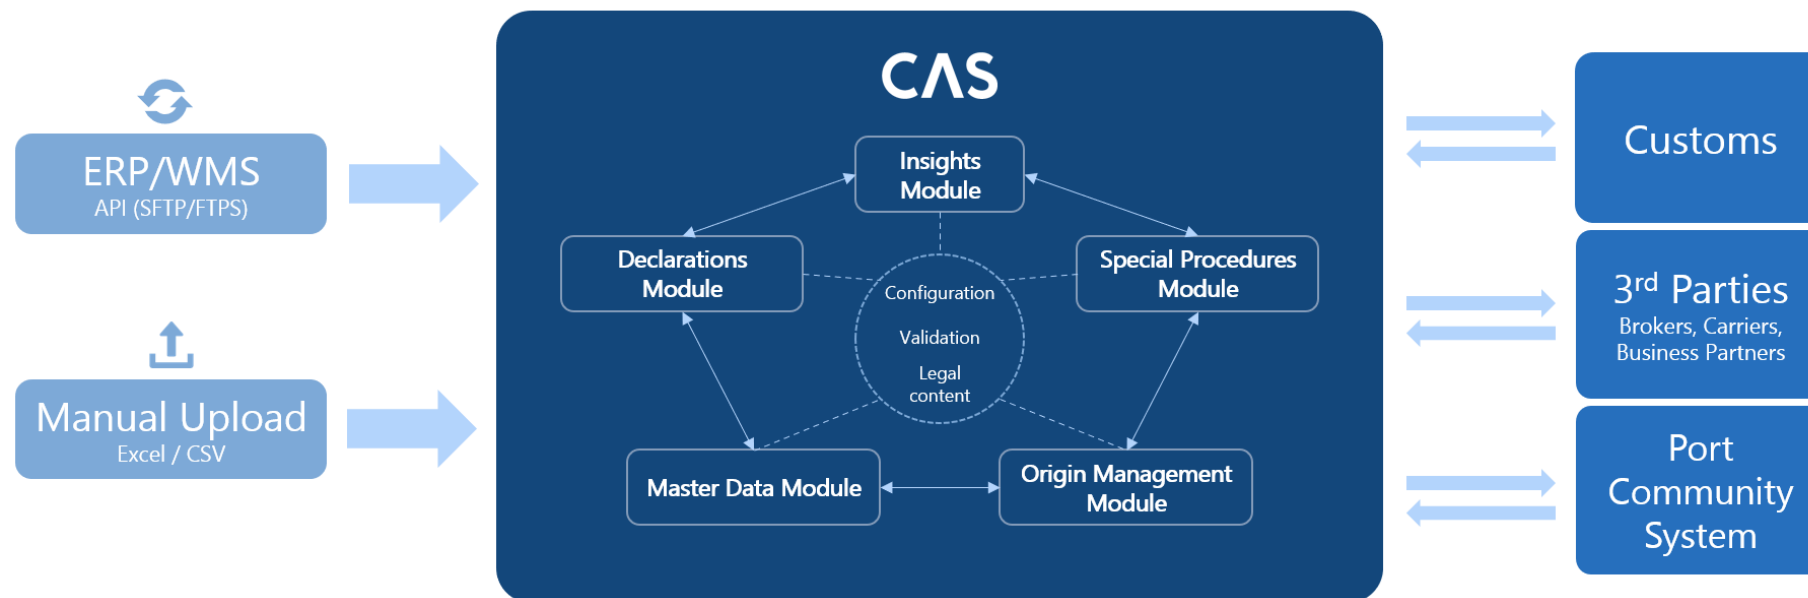 ERP/WMS
API (SFTP/FTPS)
Manual Upload
Excel / CSV
CAS
Insights
Module
Declarations
Module
Special Procedures
Module
Configuration
Validation
Legal
content
Master Data Module
Origin Management
Module
Customs
3rd Parties
Brokers, Carriers,
Business Partners
Port
Community
System